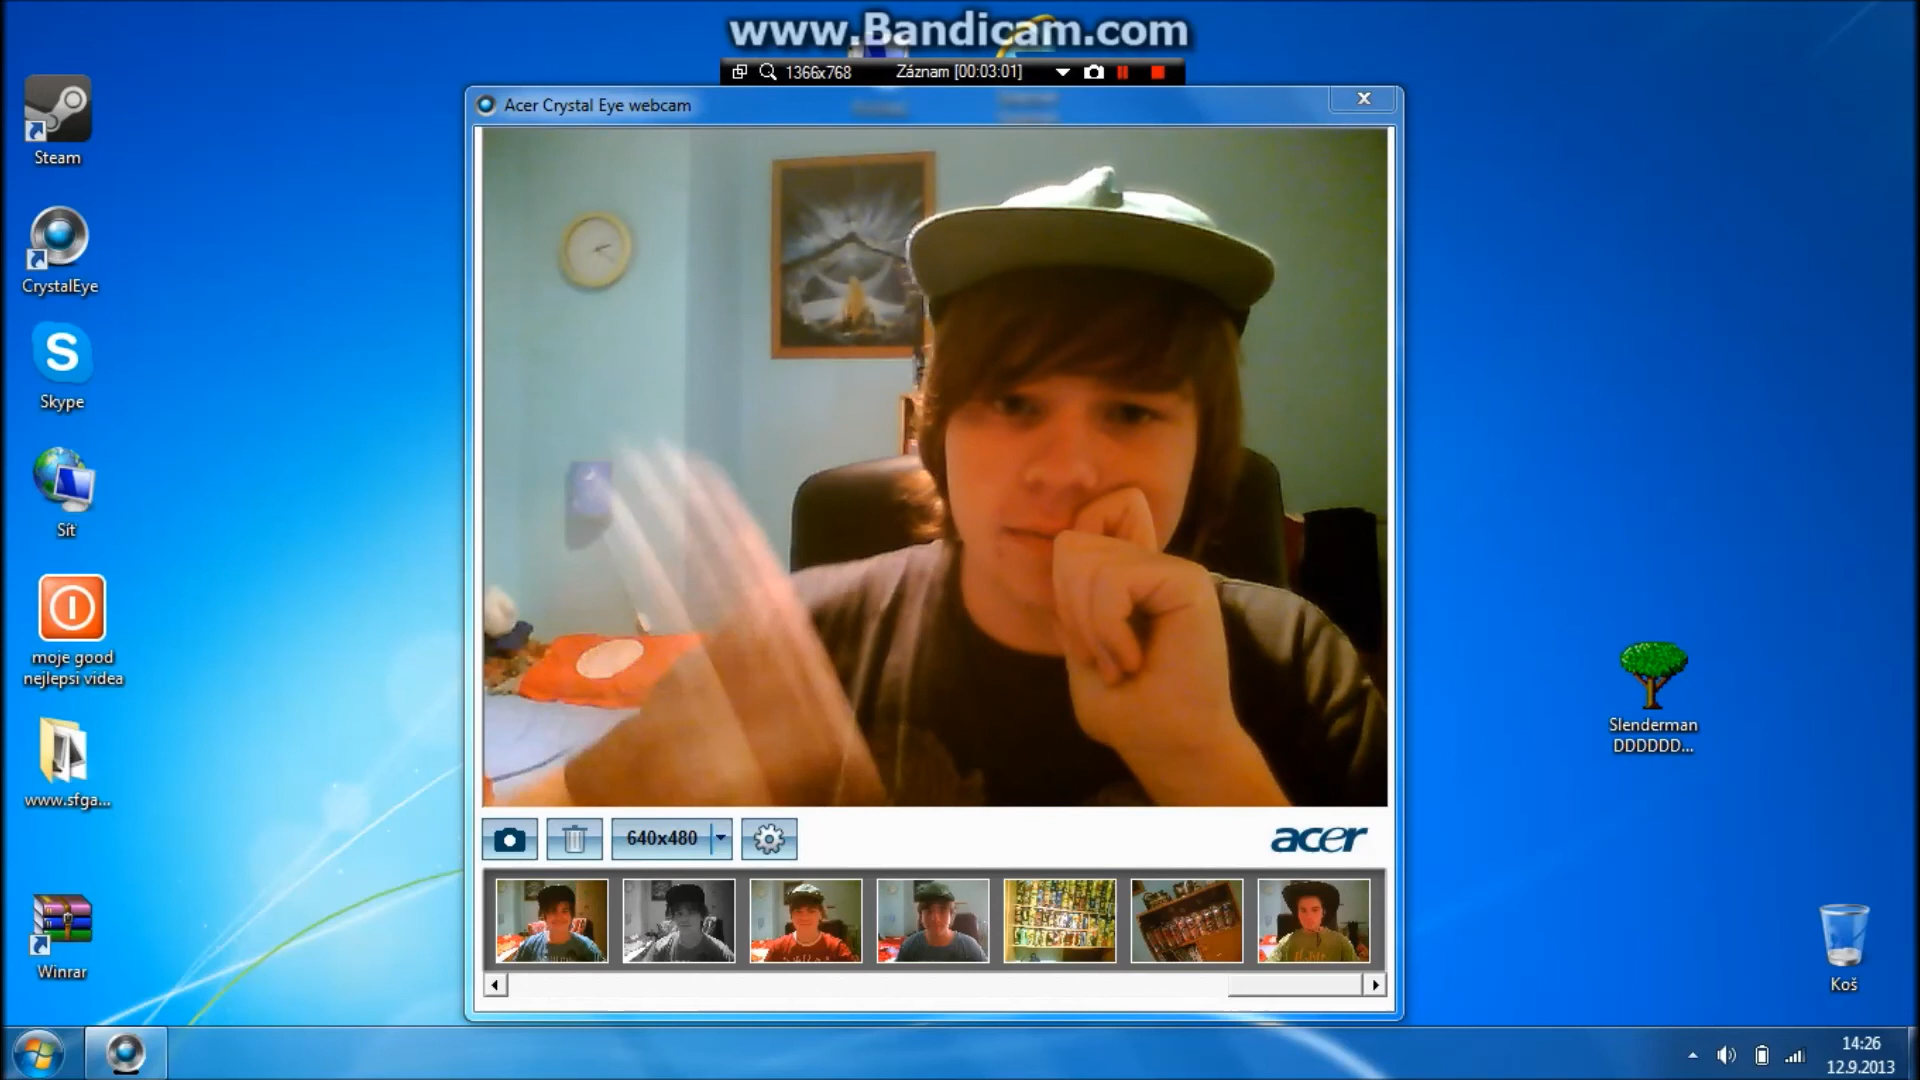 www.Bandicam.com
1366x768
Záznam [00:03:01]
Acer Crystal Eye webcam
Steam
CrystalEye
Skype
Sít
moje good
nejlepsi videa
www.sfga...
Winrar
Slenderman
DDDDDD...
Koš
640x480
acer
14:26
12.9.2013